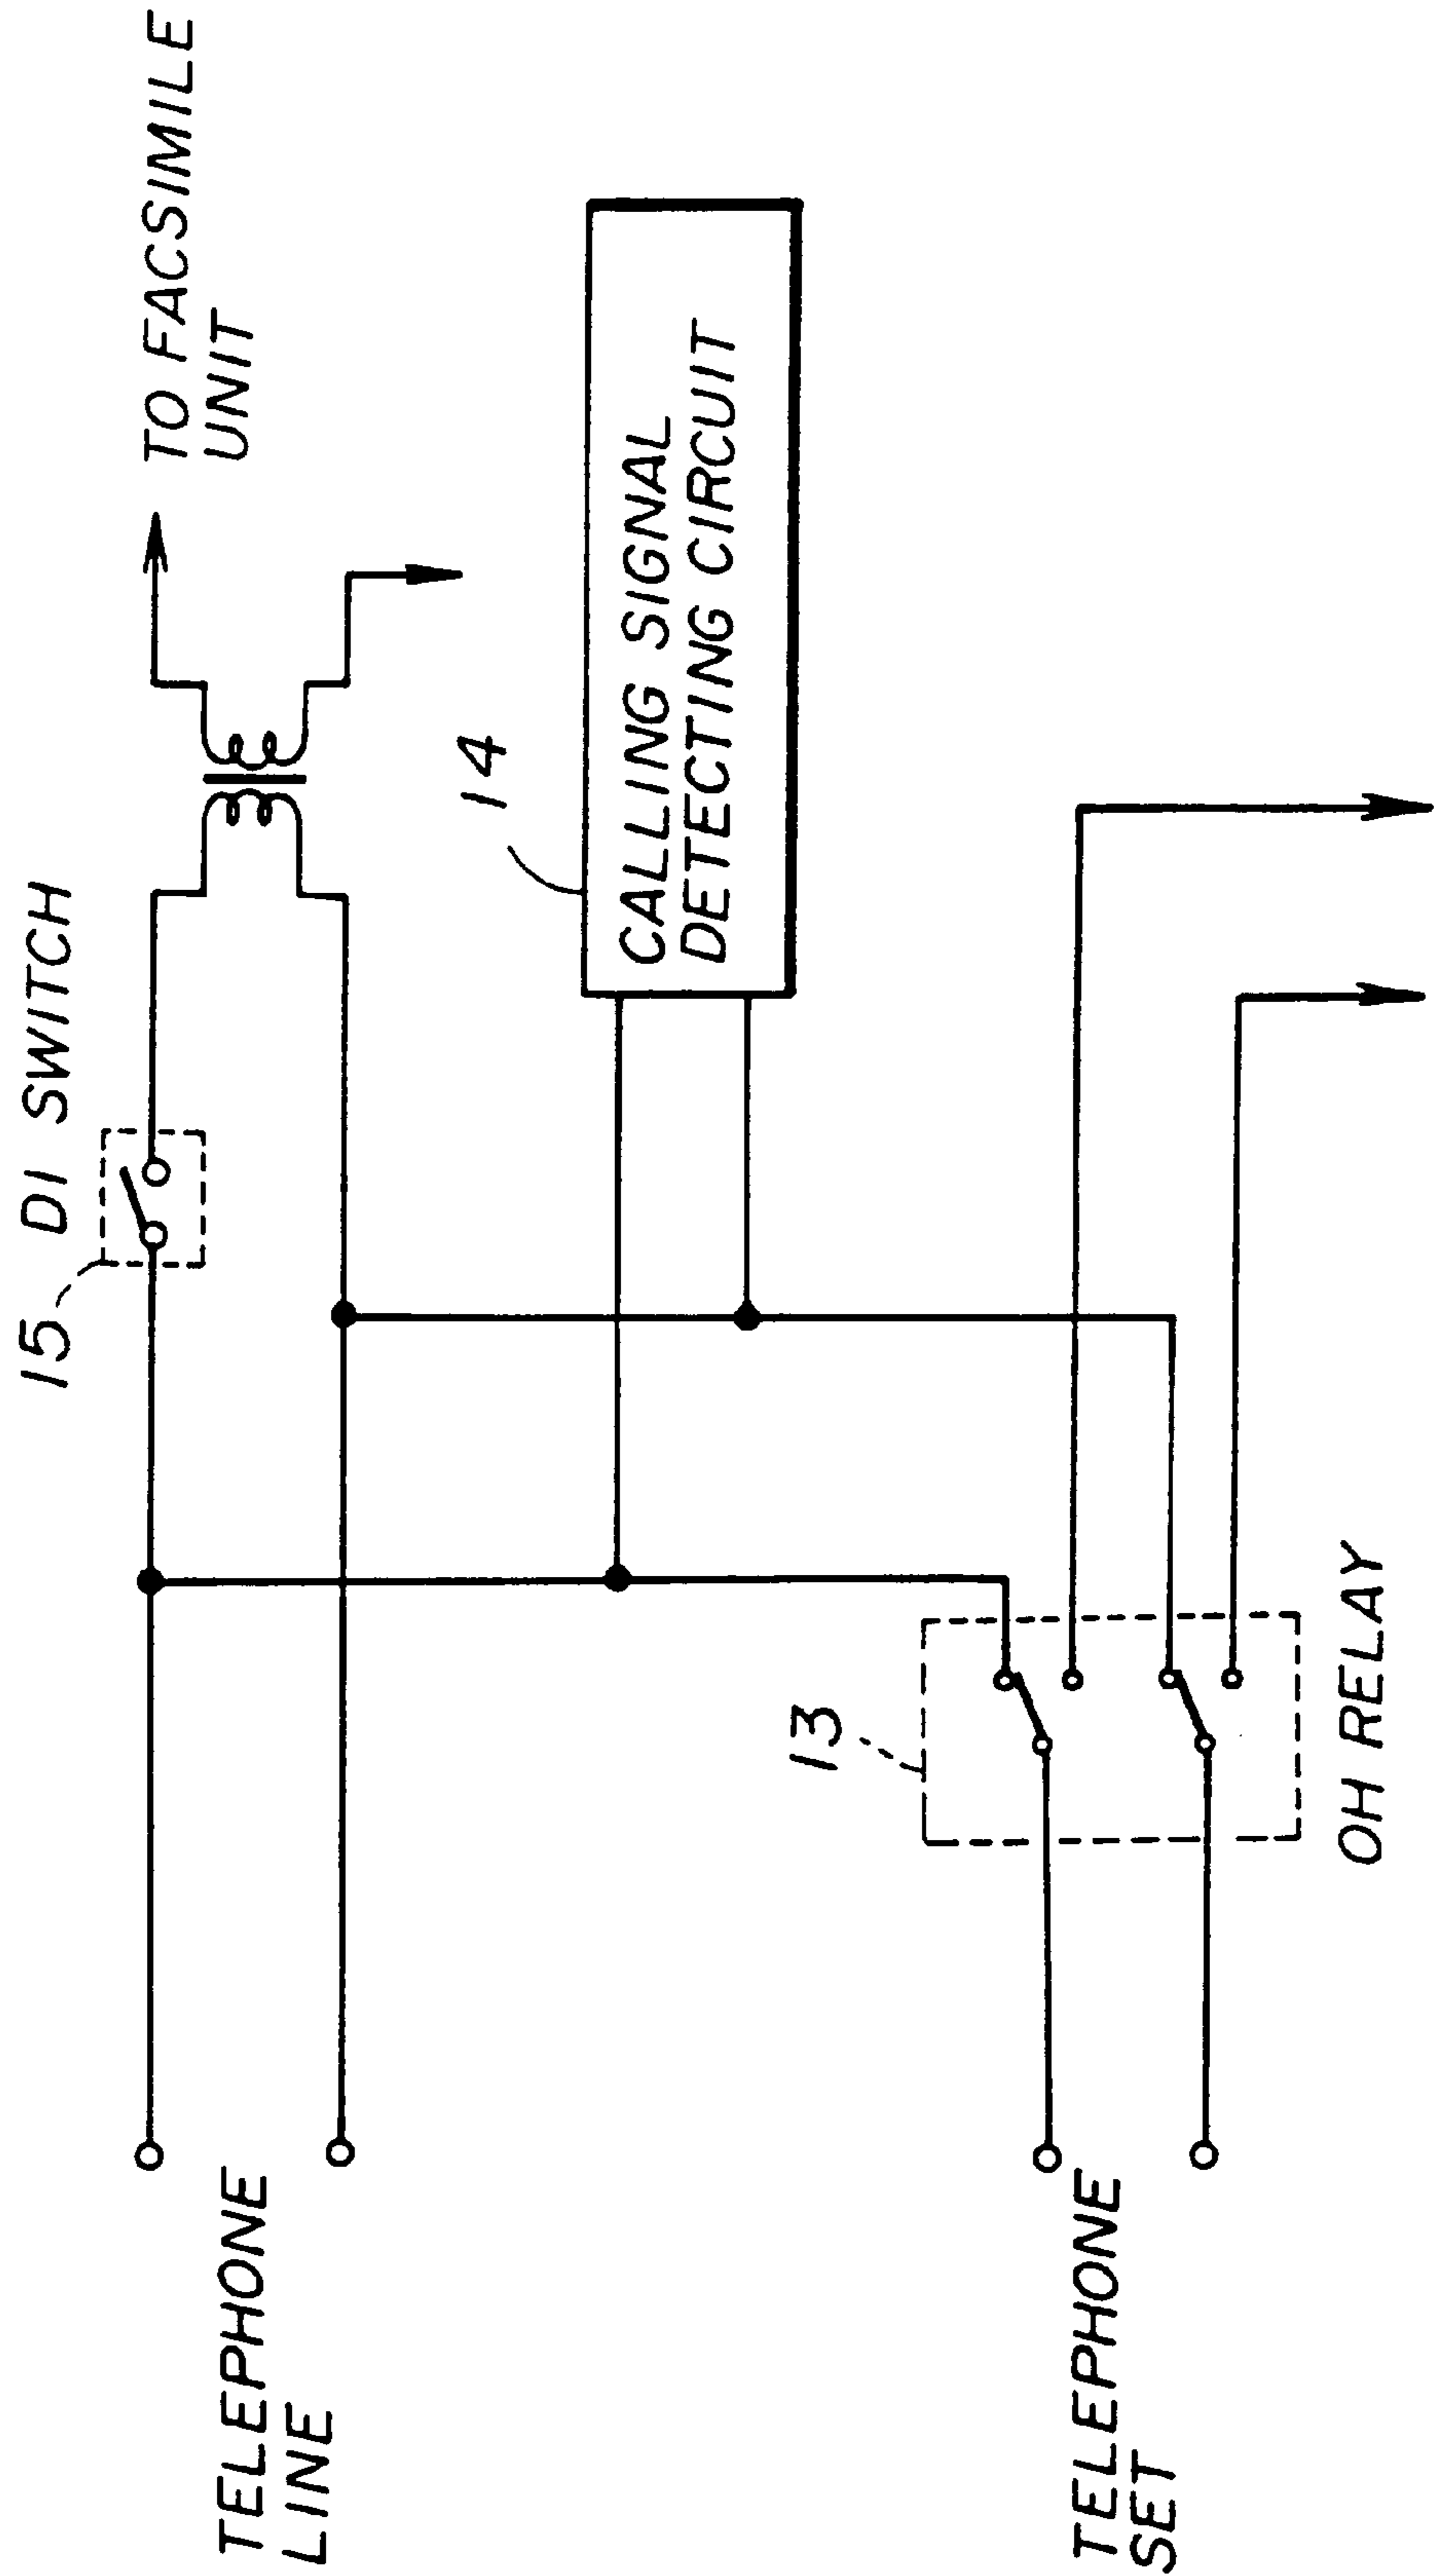 15 DI SWITCH
TO FACSIMILE
UNIT
TELEPHONE
LINE
14
CALLING SIGNAL
DETECTING CIRCUIT
13
TELEPHONE
SET
OH RELAY